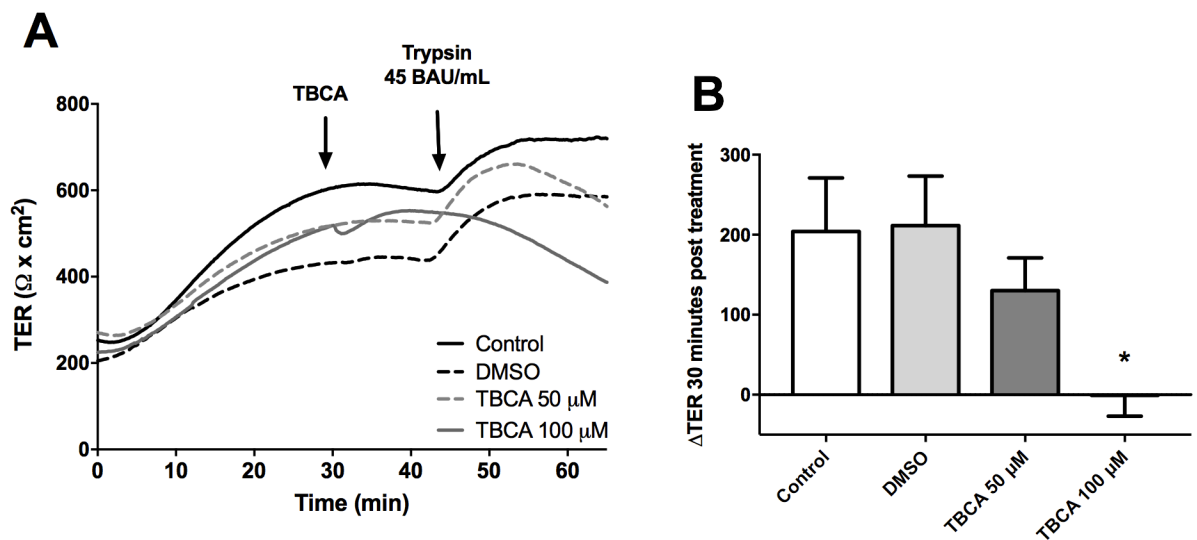 A
TBCA
Trypsin
45 BAU/mL
TER (Ω x cm²)
800
600
400
200
0
0 10 20 30 40 50 60
Time (min)
Control
DMSO
TBCA 50 µM
TBCA 100 µM
B
ΔTER 30 minutes post treatment
300
200
100
0
*
Control
DMSO
TBCA 50 µM
TBCA 100 µM